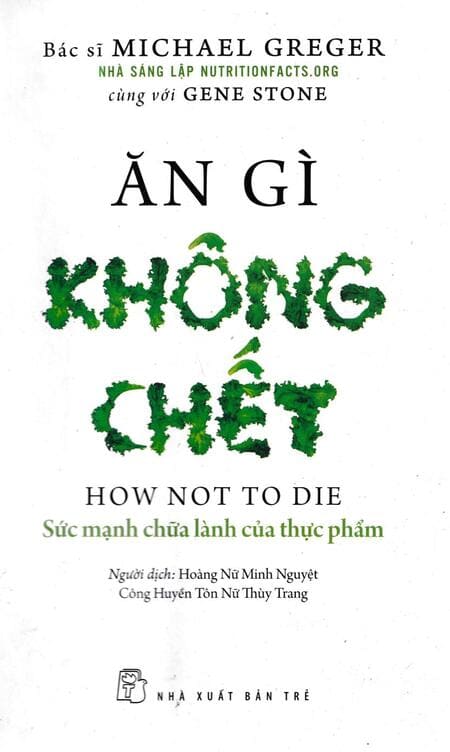 Bác sĩ MICHAEL GREGER
NHÀ SÁNG LẬP NUTRITIONFACTS.ORG
cùng với GENE STONE
ĂN GÌ
KHÔNG
CHẾT
HOW NOT TO DIE
Sức mạnh chữa lành của thực phẩm
Người dịch: Hoàng Nữ Minh Nguyệt
Công Huyền Tôn Nữ Thùy Trang
NHÀ XUẤT BẢN TRẺ